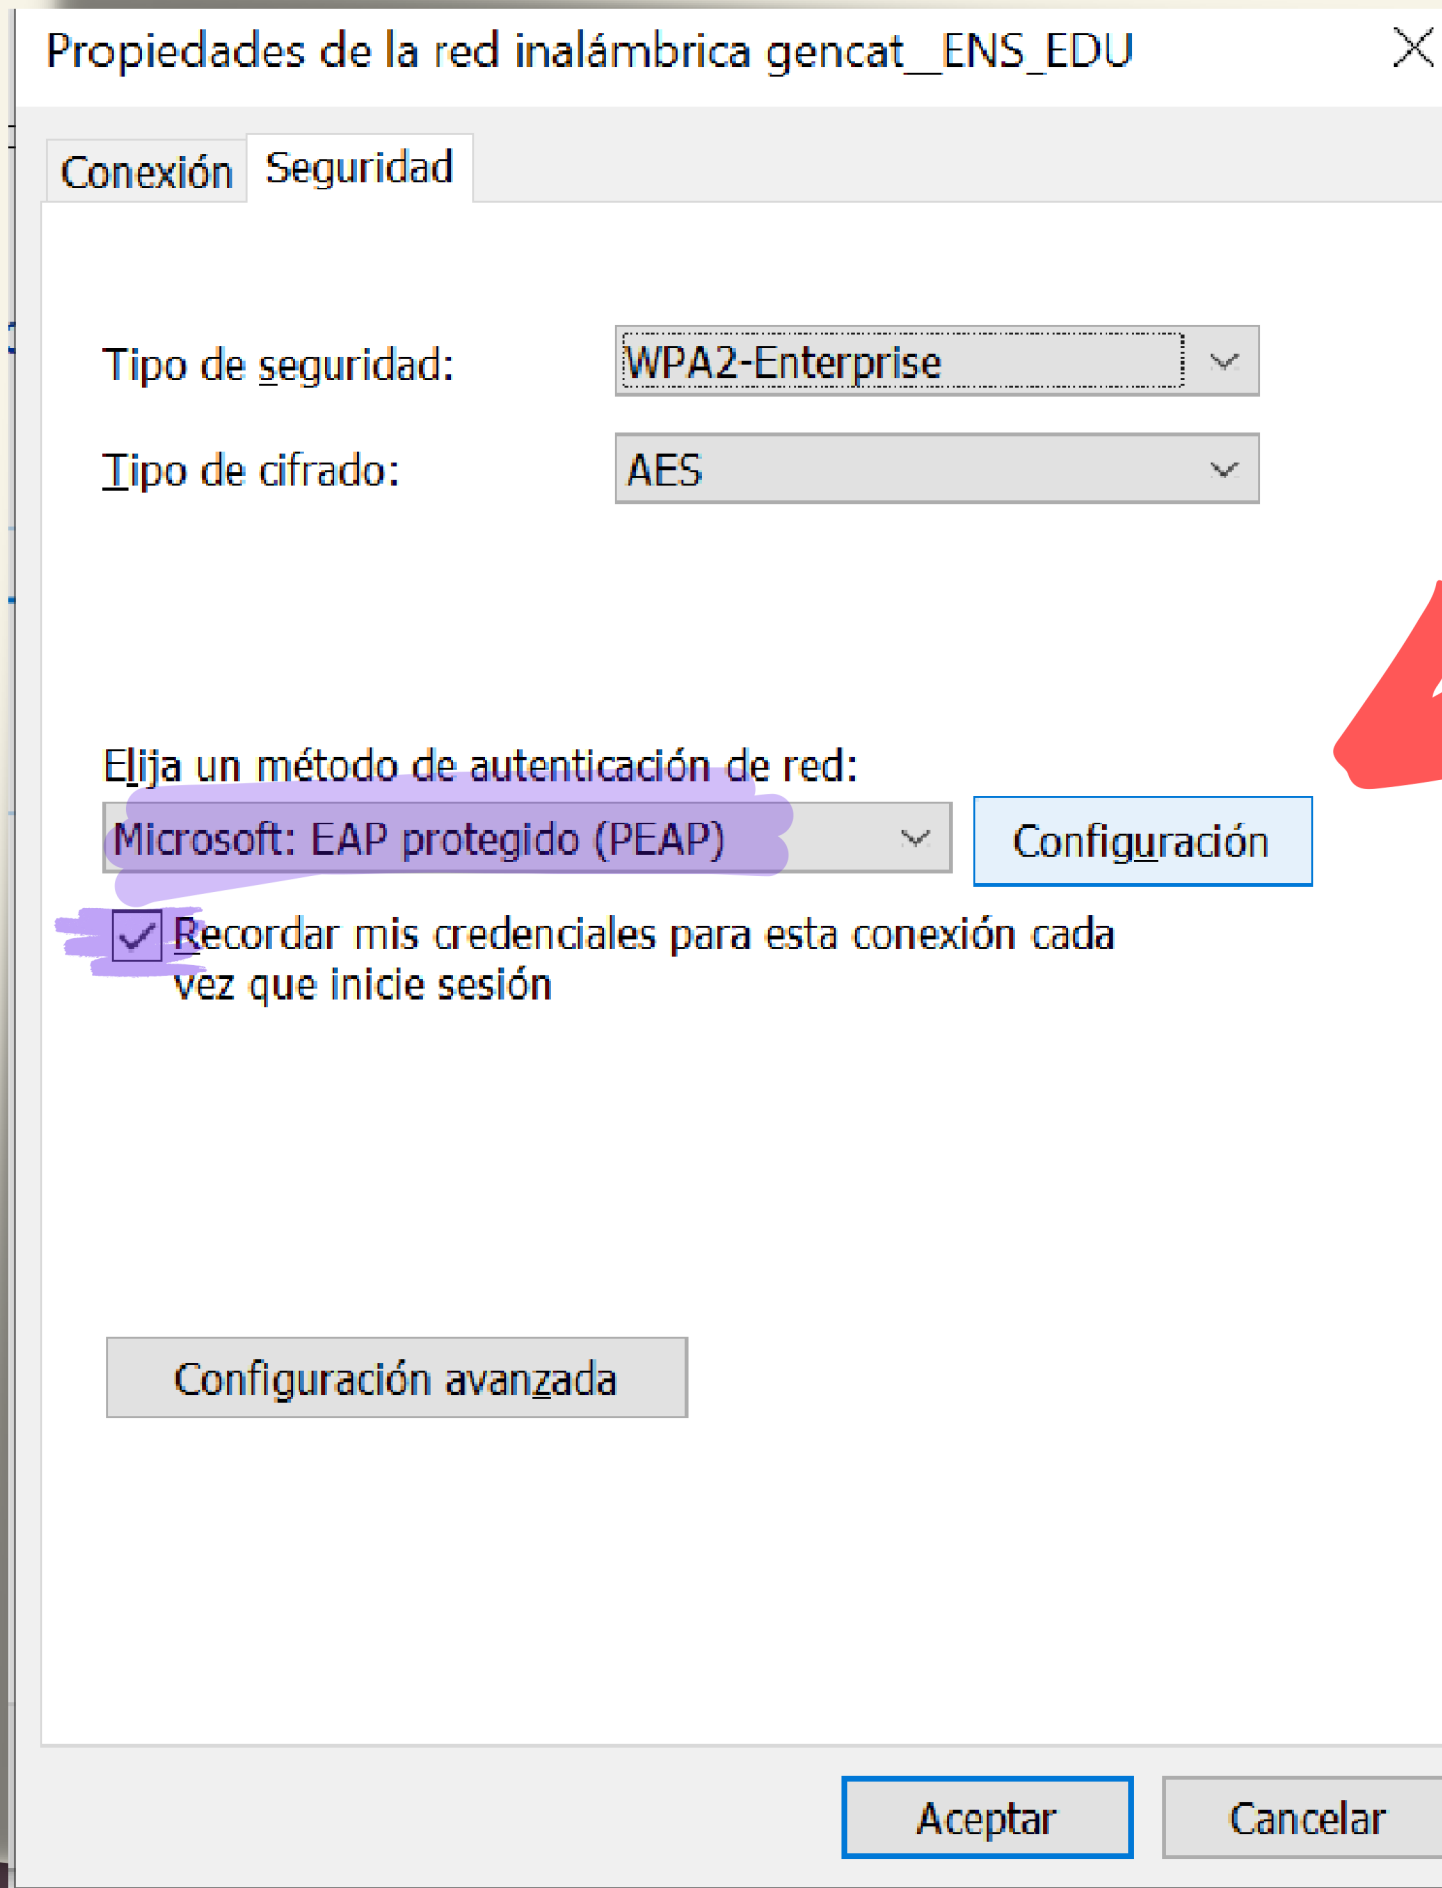 Propiedades de la red inalámbrica gencat__ENS_EDU
Conexión Seguridad
Tipo de seguridad: WPA2-Enterprise
Tipo de cifrado: AES
Elija un método de autenticación de red:
Microsoft: EAP protegido (PEAP) Configuración
Recordar mis credenciales para esta conexión cada
vez que inicie sesión
Configuración avanzada
Aceptar Cancelar